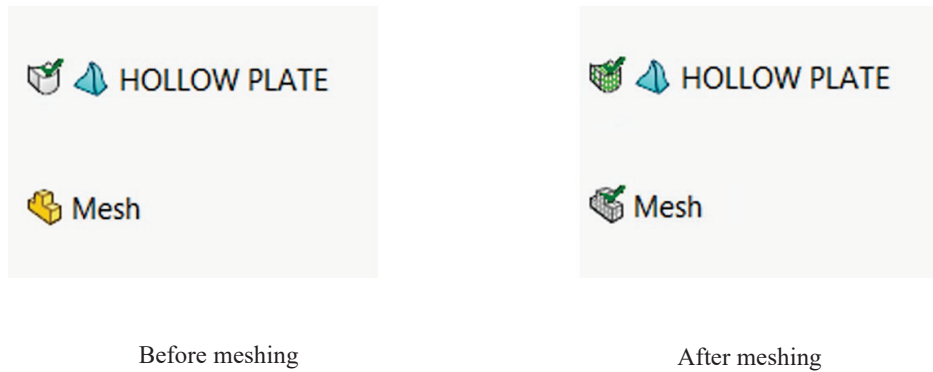 HOLLOW PLATE
Mesh
Before meshing
HOLLOW PLATE
Mesh
After meshing